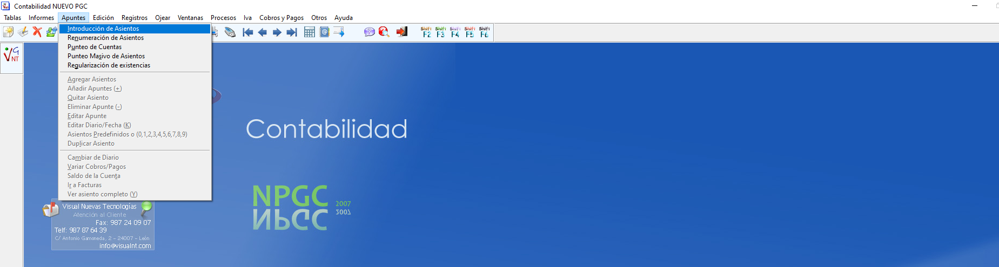 Contabilidad NUEVO PGC
Tablas Informes Apuntes Edición Registros Ojear Ventanas Procesos Iva Cobros y Pagos Otros Ayuda
Shift F2 Shift F3 Shift F4 Shift F5 Shift F6
VG NT
Introducción de Asientos
Renumeración de Asientos
Punteo de Cuentas
Punteo Masivo de Asientos
Regularización de existencias
Agregar Asientos
Añadir Apuntes (+)
Quitar Asiento
Eliminar Apunte (-)
Editar Apunte
Editar Diario/Fecha (K)
Asientos Predefinidos o (0,1,2,3,4,5,6,7,8,9)
Duplicar Asiento
Cambiar de Diario
Variar Cobros/Pagos
Saldo de la Cuenta
Ir a Facturas
Ver asiento completo (Y)
Contabilidad
NPGC 2007
Visual Nuevas Tecnologías
Atención al Cliente
Fax: 987 24 09 07
Telf: 987 87 64 39
C/ Antonio Gamoneda, 2 - 24007 - León
info@visualnt.com